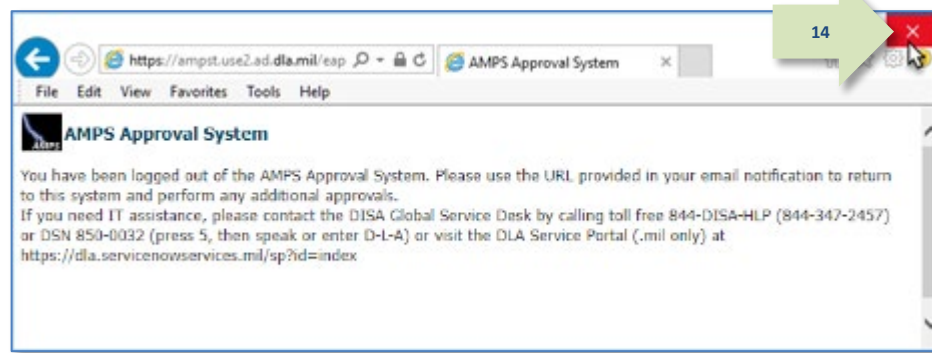 14
https://ampst.use2.ad.dla.mil/eap
AMPS Approval System
File Edit View Favorites Tools Help
AMPS
AMPS Approval System
You have been logged out of the AMPS Approval System. Please use the URL provided in your email notification to return
to this system and perform any additional approvals.
If you need IT assistance, please contact the DISA Global Service Desk by calling toll free 844-DISA-HLP (844-347-2457)
or DSN 850-0032 (press 5, then speak or enter D-L-A) or visit the DLA Service Portal (.mil only) at
https://dla.servicenowservices.mil/sp?id=index